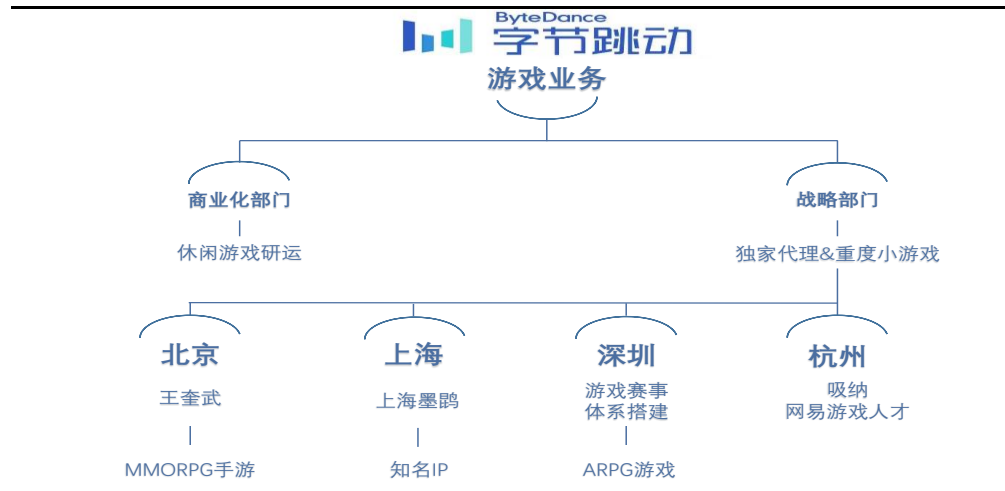 ByteDance
字节跳动
游戏业务
商业化部门
战略部门
休闲游戏研运
独家代理&重度小游戏
北京
上海
深圳
杭州
王奎武
上海墨鹍
游戏赛事
体系搭建
吸纳
网易游戏人才
MMORPG手游
知名IP
ARPG游戏